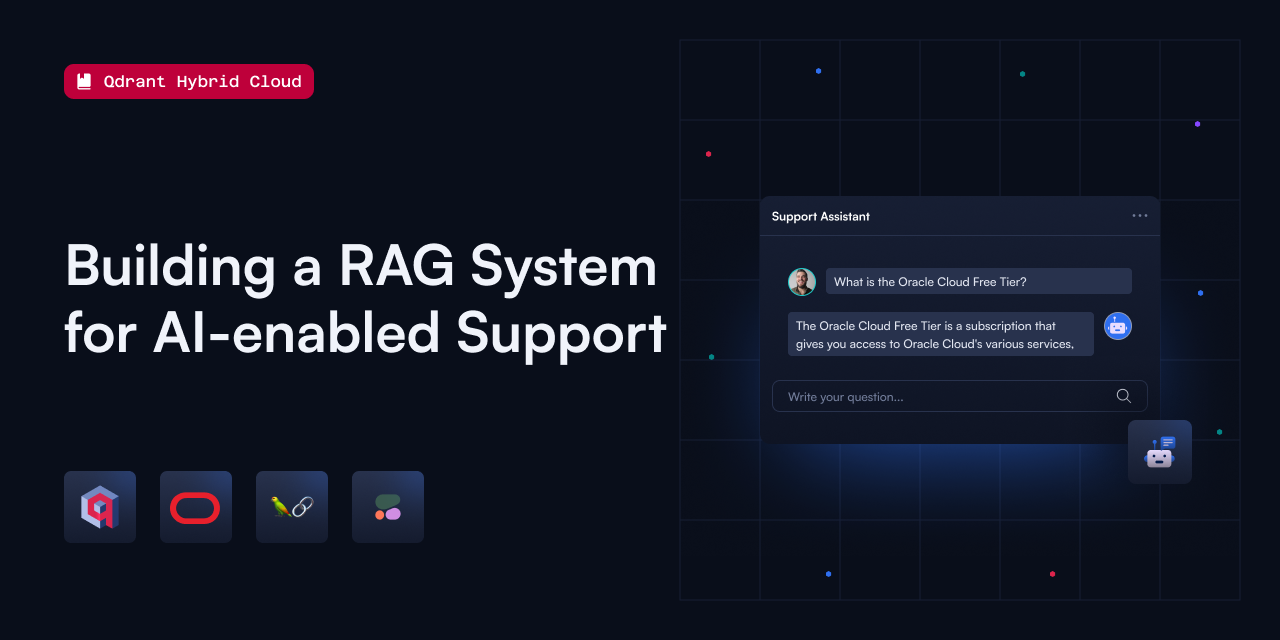 Qdrant Hybrid Cloud
Building a RAG System
for AI-enabled Support
Support Assistant
What is the Oracle Cloud Free Tier?
The Oracle Cloud Free Tier is a subscription that
gives you access to Oracle Cloud's various services,
Write your question...